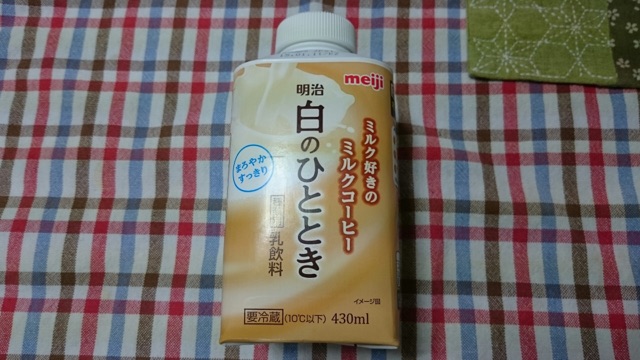 meiji
明治
白のひととき
ミルク好きの
ミルクコーヒー
まろやか
すっきり
乳飲料
イメージ図
要冷蔵 (10℃以下) 430ml